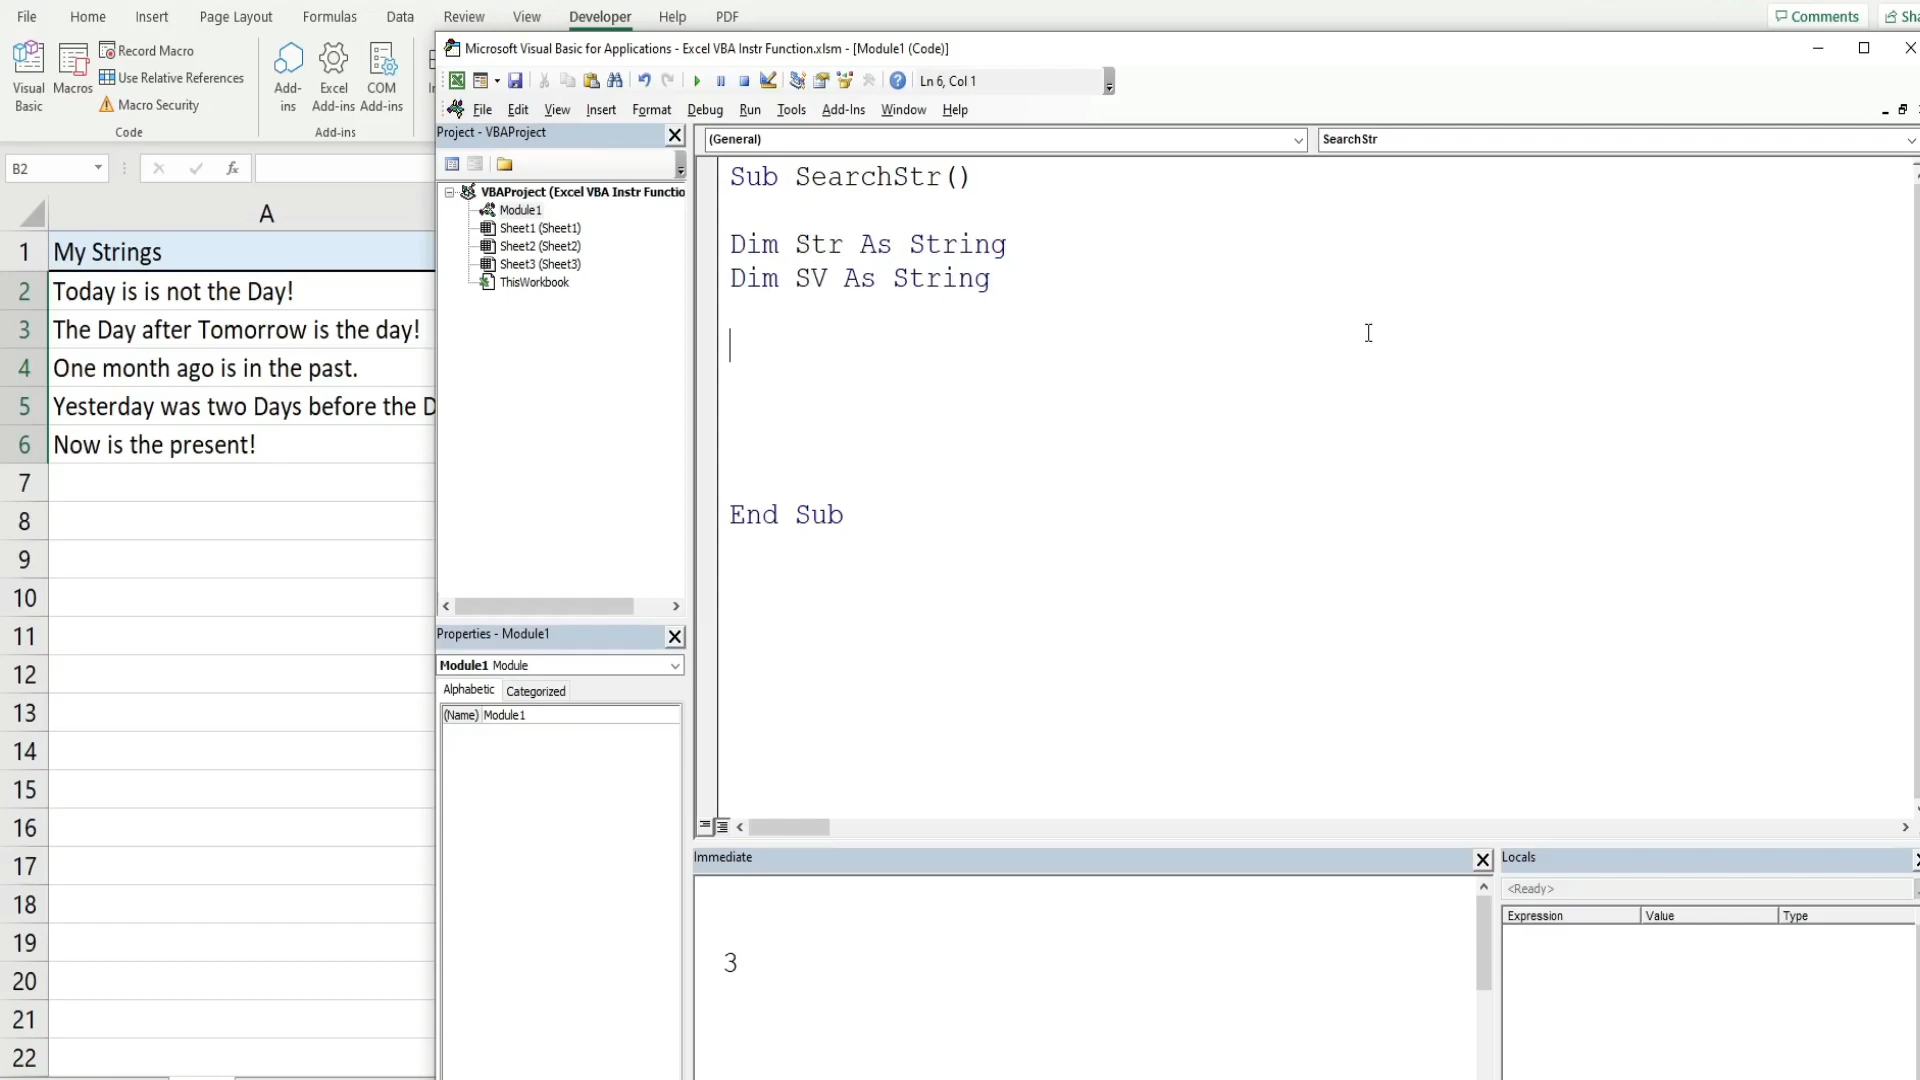 File Home Insert Page Layout Formulas Data Review View Developer Help PDF Comments
Visual Basic
Macros
Record Macro
Use Relative References
Macro Security
Code
Add-ins
Excel Add-ins
COM Add-ins
Add-ins
B2
fx
Microsoft Visual Basic for Applications - Excel VBA Instr Function.xlsm - [Module1 (Code)]
Ln 6, Col 1
File Edit View Insert Format Debug Run Tools Add-Ins Window Help
Project - VBAProject
VBAProject (Excel VBA Instr Functio
Module1
Sheet1 (Sheet1)
Sheet2 (Sheet2)
Sheet3 (Sheet3)
ThisWorkbook
Properties - Module1
Module1 Module
Alphabetic Categorized
(Name) Module1
(General) SearchStr
Sub SearchStr()
Dim Str As String
Dim SV As String
End Sub
Immediate
3
Locals
<Ready>
Expression Value Type
A
1 My Strings
2 Today is is not the Day!
3 The Day after Tomorrow is the day!
4 One month ago is in the past.
5 Yesterday was two Days before the D
6 Now is the present!
7
8
9
10
11
12
13
14
15
16
17
18
19
20
21
22